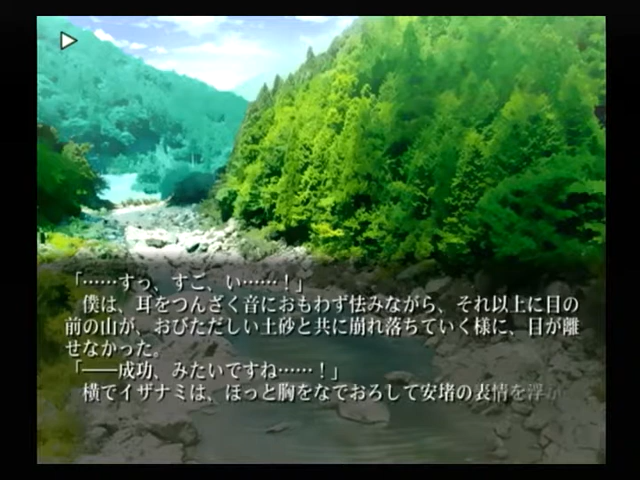 「……すっ、すご、い……！」
僕は、耳をつんざく音におもわず怯みながら、それ以上に目の
前の山が、おびただしい土砂と共に崩れ落ちていく様に、目が離
せなかった。
「――成功、みたいですね……！」
横でイザナミは、ほっと胸をなでおろして安堵の表情を浮か